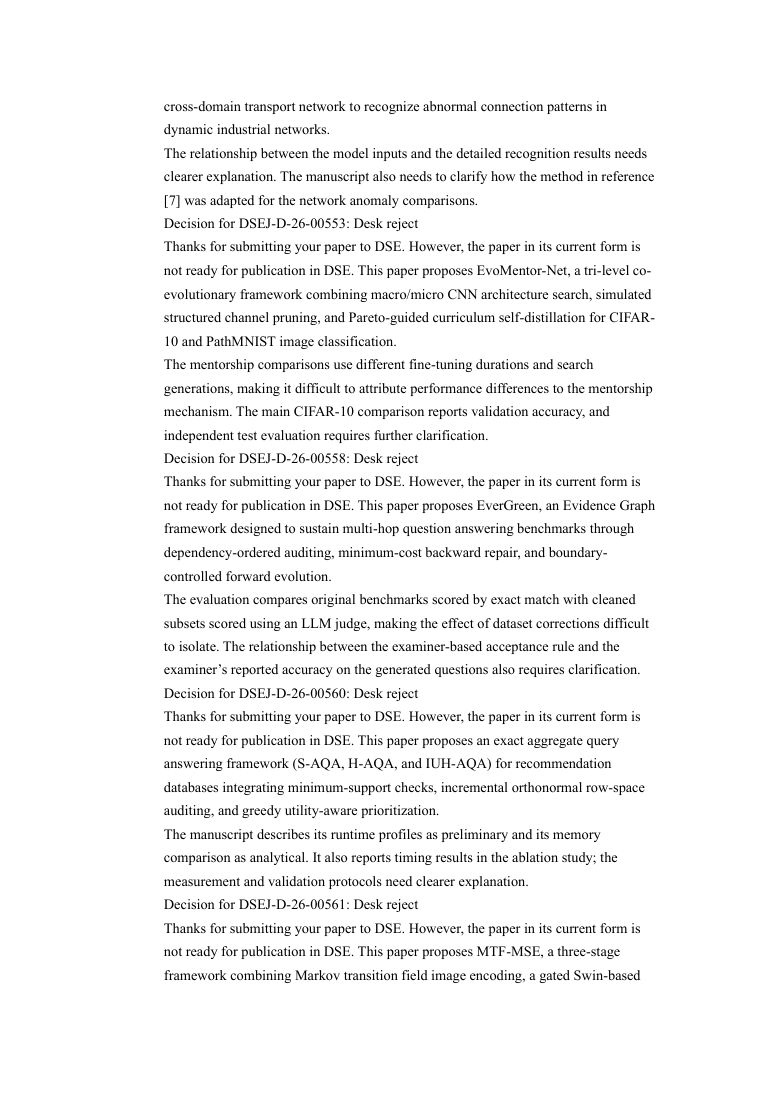 cross-domain transport network to recognize abnormal connection patterns in
dynamic industrial networks.
The relationship between the model inputs and the detailed recognition results needs
clearer explanation. The manuscript also needs to clarify how the method in reference
[7] was adapted for the network anomaly comparisons.
Decision for DSEJ-D-26-00553: Desk reject
Thanks for submitting your paper to DSE. However, the paper in its current form is
not ready for publication in DSE. This paper proposes EvoMentor-Net, a tri-level co-
evolutionary framework combining macro/micro CNN architecture search, simulated
structured channel pruning, and Pareto-guided curriculum self-distillation for CIFAR-
10 and PathMNIST image classification.
The mentorship comparisons use different fine-tuning durations and search
generations, making it difficult to attribute performance differences to the mentorship
mechanism. The main CIFAR-10 comparison reports validation accuracy, and
independent test evaluation requires further clarification.
Decision for DSEJ-D-26-00558: Desk reject
Thanks for submitting your paper to DSE. However, the paper in its current form is
not ready for publication in DSE. This paper proposes EverGreen, an Evidence Graph
framework designed to sustain multi-hop question answering benchmarks through
dependency-ordered auditing, minimum-cost backward repair, and boundary-
controlled forward evolution.
The evaluation compares original benchmarks scored by exact match with cleaned
subsets scored using an LLM judge, making the effect of dataset corrections difficult
to isolate. The relationship between the examiner-based acceptance rule and the
examiner’s reported accuracy on the generated questions also requires clarification.
Decision for DSEJ-D-26-00560: Desk reject
Thanks for submitting your paper to DSE. However, the paper in its current form is
not ready for publication in DSE. This paper proposes an exact aggregate query
answering framework (S-AQA, H-AQA, and IUH-AQA) for recommendation
databases integrating minimum-support checks, incremental orthonormal row-space
auditing, and greedy utility-aware prioritization.
The manuscript describes its runtime profiles as preliminary and its memory
comparison as analytical. It also reports timing results in the ablation study; the
measurement and validation protocols need clearer explanation.
Decision for DSEJ-D-26-00561: Desk reject
Thanks for submitting your paper to DSE. However, the paper in its current form is
not ready for publication in DSE. This paper proposes MTF-MSE, a three-stage
framework combining Markov transition field image encoding, a gated Swin-based